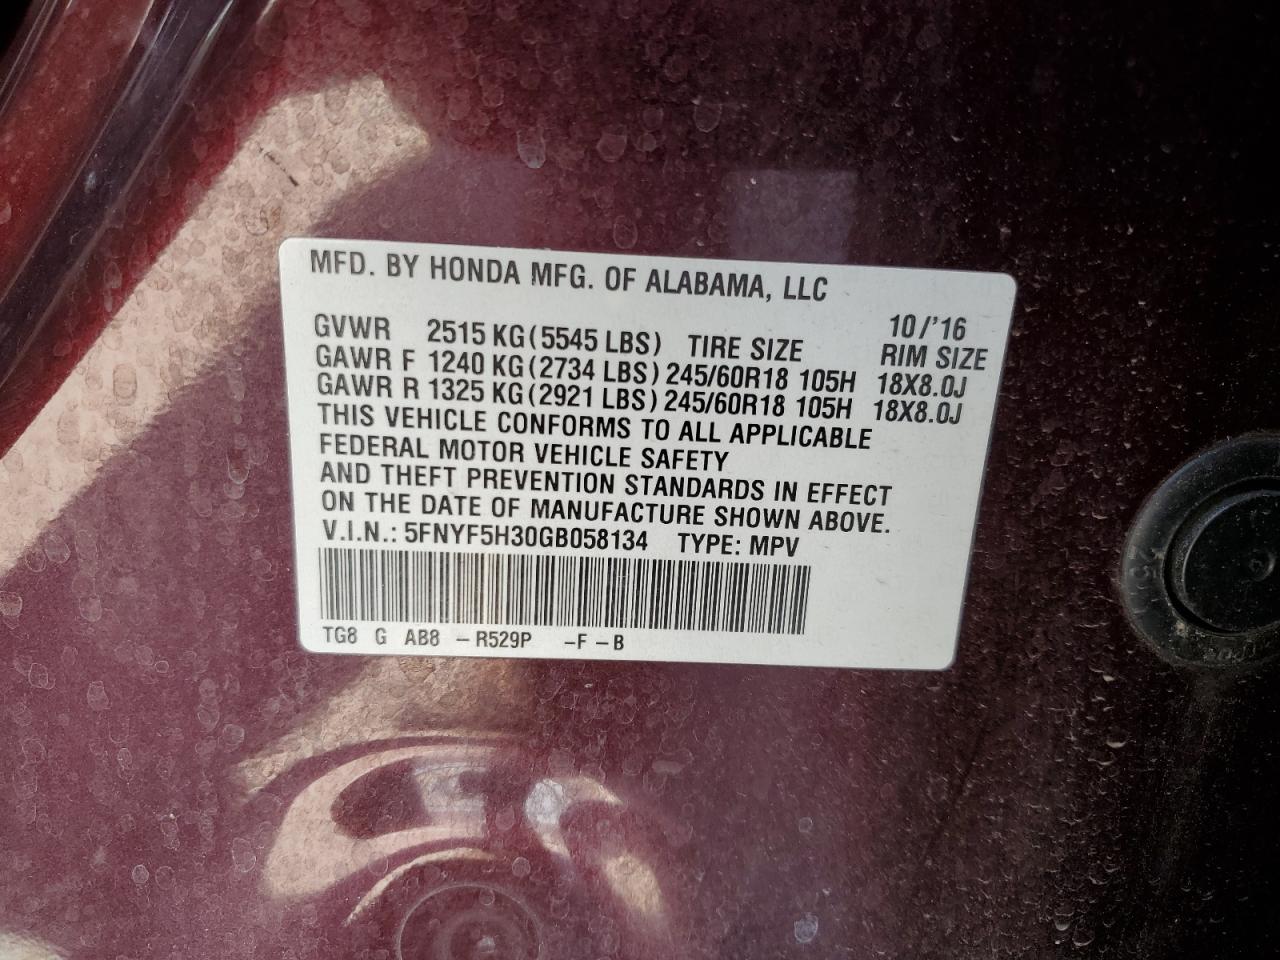 MFD. BY HONDA MFG. OF ALABAMA, LLC
10/'16
GVWR 2515 KG(5545 LBS) TIRE SIZE RIM SIZE
GAWR F 1240 KG(2734 LBS) 245/60R18 105H 18X8.0J
GAWR R 1325 KG(2921 LBS) 245/60R18 105H 18X8.0J
THIS VEHICLE CONFORMS TO ALL APPLICABLE
FEDERAL MOTOR VEHICLE SAFETY
AND THEFT PREVENTION STANDARDS IN EFFECT
ON THE DATE OF MANUFACTURE SHOWN ABOVE.
V.I.N.: 5FNYF5H30GB058134 TYPE: MPV
TG8 G AB8 -R529P -F-B